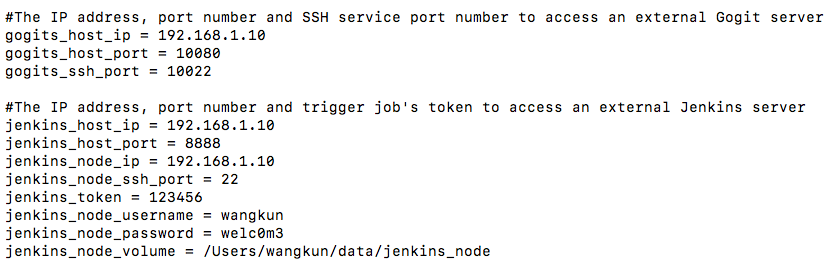 #The IP address, port number and SSH service port number to access an external Gogit server
gogits_host_ip = 192.168.1.10
gogits_host_port = 10080
gogits_ssh_port = 10022
#The IP address, port number and trigger job's token to access an external Jenkins server
jenkins_host_ip = 192.168.1.10
jenkins_host_port = 8888
jenkins_node_ip = 192.168.1.10
jenkins_node_ssh_port = 22
jenkins_token = 123456
jenkins_node_username = wangkun
jenkins_node_password = welc0m3
jenkins_node_volume = /Users/wangkun/data/jenkins_node